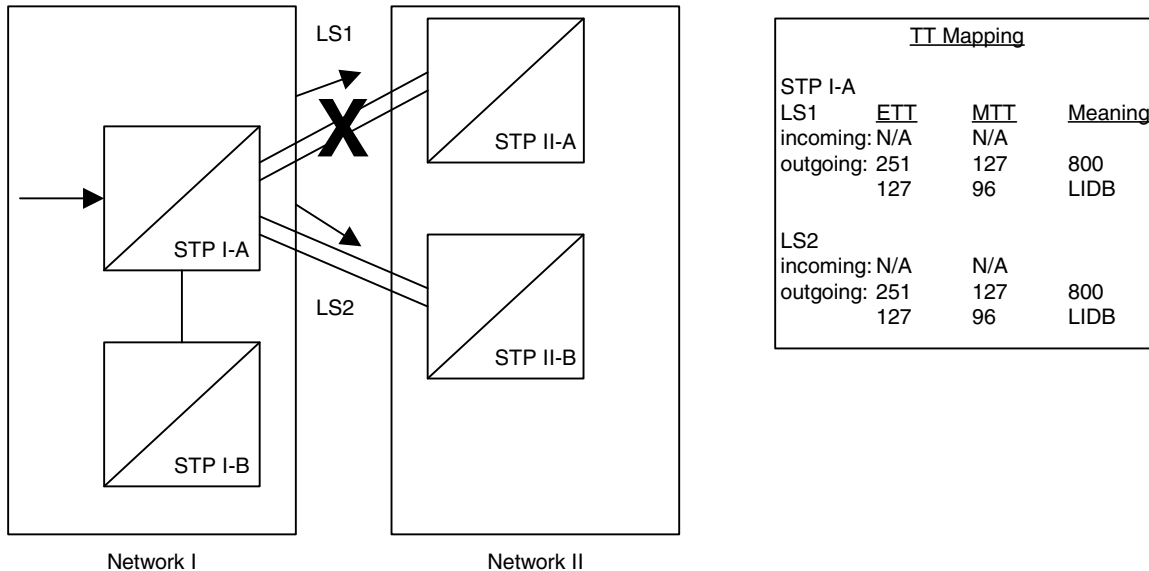 LS1
STP II-A
STP I-A
LS2
STP II-B
STP I-B
Network I
Network II
TT Mapping
STP I-A
LS1 ETT MTT Meaning
incoming: N/A N/A
outgoing: 251 127 800
127 96 LIDB
LS2
incoming: N/A N/A
outgoing: 251 127 800
127 96 LIDB